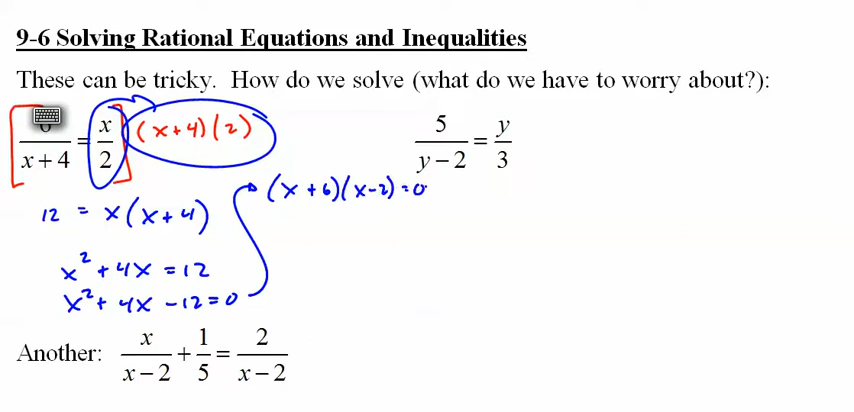 9-6 Solving Rational Equations and Inequalities
These can be tricky. How do we solve (what do we have to worry about?):
[ /(x+4) = x/2 ] (x+4)(2)
5/(y−2) = y/3
(x+6)(x-2)=0
12 = x(x+4)
x² + 4x = 12
x² + 4x - 12 = 0
Another: x/(x−2) + 1/5 = 2/(x−2)